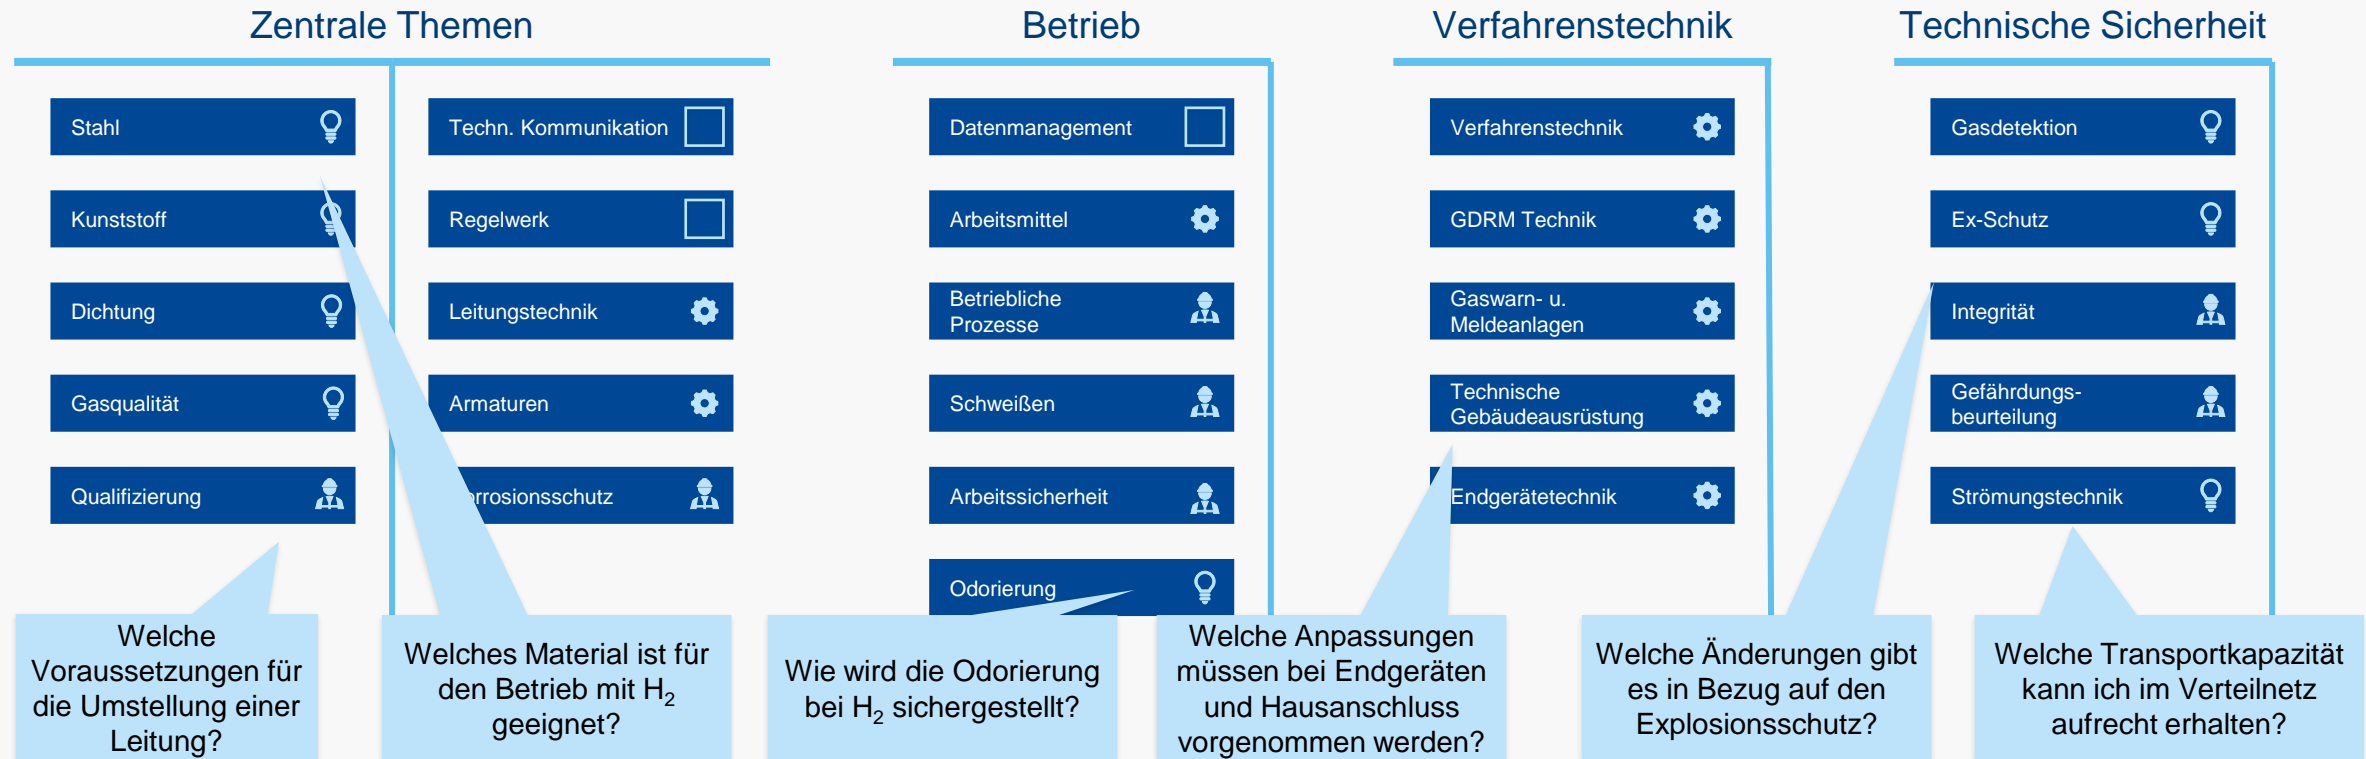 Zentrale Themen
Stahl
Kunststoff
Dichtung
Gasqualität
Qualifizierung
Techn. Kommunikation
Regelwerk
Leitungstechnik
Armaturen
orrosionsschutz
Betrieb
Datenmanagement
Arbeitsmittel
Betriebliche
Prozesse
Schweißen
Arbeitssicherheit
Odorierung
Verfahrenstechnik
Verfahrenstechnik
GDRM Technik
Gaswarn- u.
Meldeanlagen
Technische
Gebäudeausrüstung
Endgerätetechnik
Technische Sicherheit
Gasdetektion
Ex-Schutz
Integrität
Gefährdungs-
beurteilung
Strömungstechnik
Welche
Voraussetzungen für
die Umstellung einer
Leitung?
Welches Material ist für
den Betrieb mit H₂
geeignet?
Wie wird die Odorierung
bei H₂ sichergestellt?
Welche Anpassungen
müssen bei Endgeräten
und Hausanschluss
vorgenommen werden?
Welche Änderungen gibt
es in Bezug auf den
Explosionsschutz?
Welche Transportkapazität
kann ich im Verteilnetz
aufrecht erhalten?